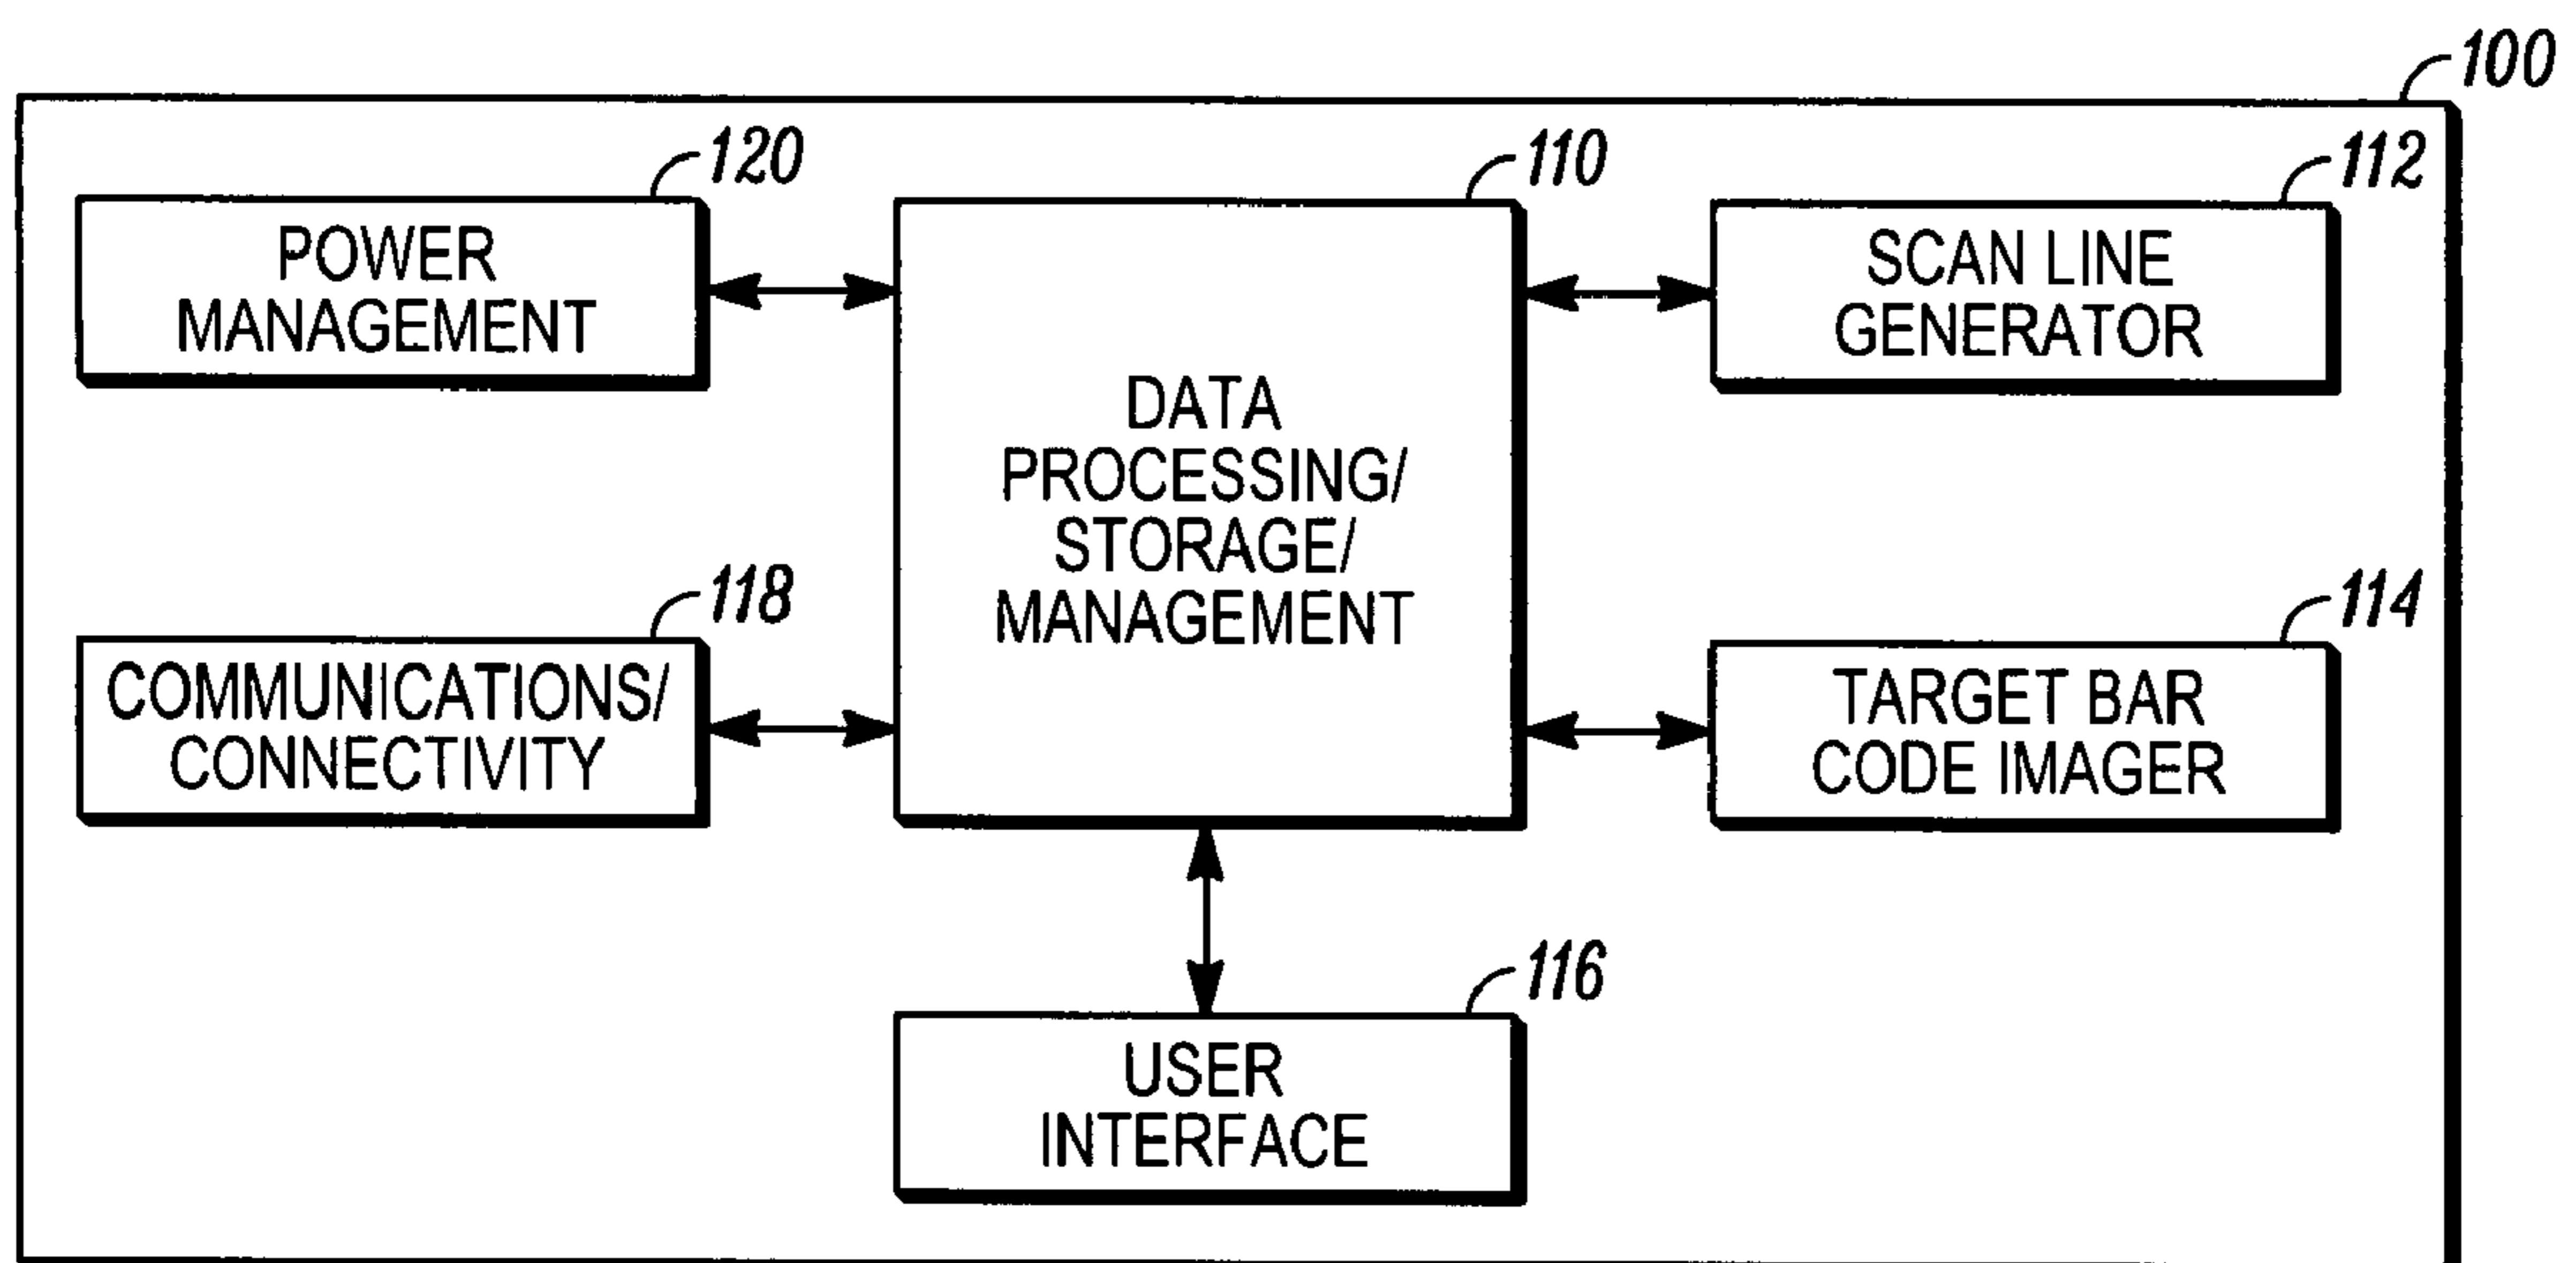 100
120
POWER
MANAGEMENT
110
DATA
PROCESSING/
STORAGE/
MANAGEMENT
112
SCAN LINE
GENERATOR
118
COMMUNICATIONS/
CONNECTIVITY
114
TARGET BAR
CODE IMAGER
116
USER
INTERFACE